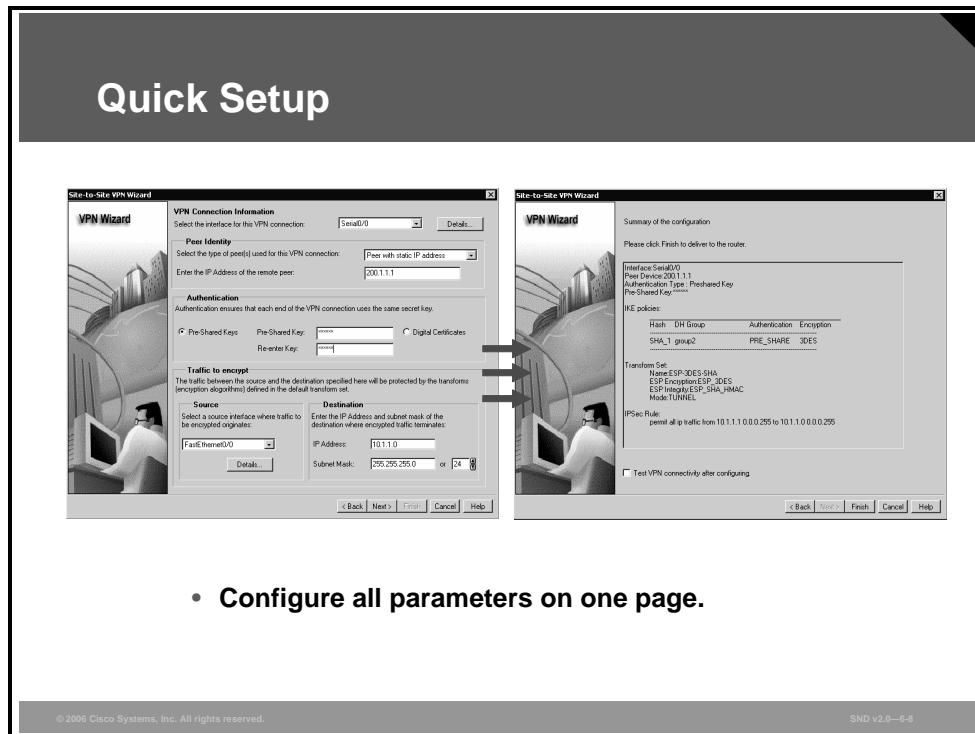 Quick Setup
Site-to-Site VPN Wizard
VPN Wizard
VPN Connection Information
Select the interface for this VPN connection:
Serial0/0
Details...
Peer Identity
Select the type of peer(s) used for this VPN connection:
Peer with static IP address
Enter the IP Address of the remote peer:
200.1.1.1
Authentication
Authentication ensures that each end of the VPN connection uses the same secret key.
Pre-Shared Keys
Pre-Shared Key:
******
Digital Certificates
Re-enter Key:
******
Traffic to encrypt
The traffic between the source and the destination specified here will be protected by the transforms
(encryption alogorithms) defined in the default transform set.
Source
Select a source interface where traffic to
be encrypted originates:
FastEthernet0/0
Details...
Destination
Enter the IP Address and subnet mask of the
destination where encrypted traffic terminates:
IP Address:
10.1.1.0
Subnet Mask:
255.255.255.0
or
24
< Back
Next >
Finish
Cancel
Help
Site-to-Site VPN Wizard
VPN Wizard
Summary of the configuration
Please click Finish to deliver to the router.
Interface:Serial0/0
Peer Device:200.1.1.1
Authentication Type : Preshared Key
Pre-Shared Key:******
IKE policies:
Hash DH Group Authentication Encryption
SHA_1 group2 PRE_SHARE 3DES
Transform Set:
Name:ESP-3DES-SHA
ESP Encryption:ESP_3DES
ESP Integrity:ESP_SHA_HMAC
Mode:TUNNEL
IPSec Rule:
permit all ip traffic from 10.1.1.1 0.0.0.255 to 10.1.1.0 0.0.0.255
Test VPN connectivity after configuring.
< Back
Next >
Finish
Cancel
Help
• Configure all parameters on one page.
© 2006 Cisco Systems, Inc. All rights reserved.
SND v2.0—6-8